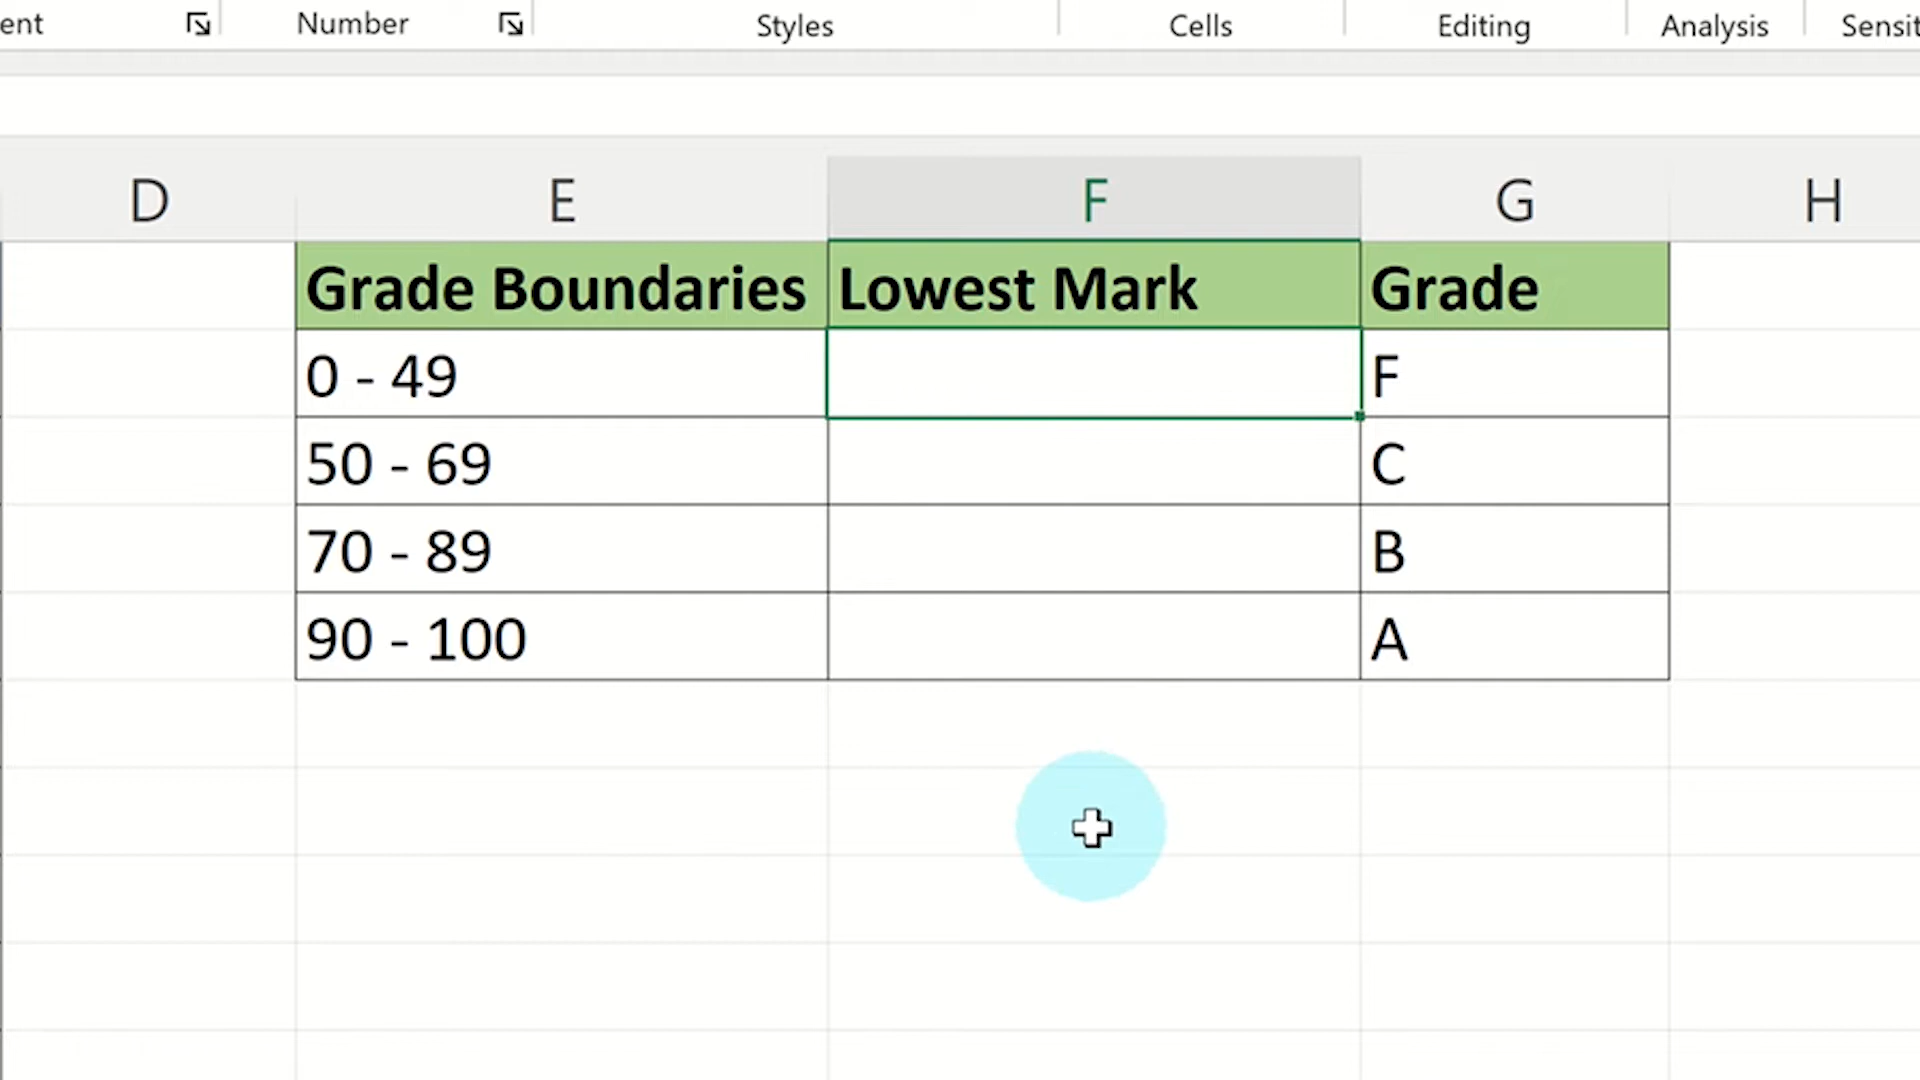 ent Number Styles Cells Editing Analysis Sensit
D E F G H
Grade Boundaries Lowest Mark Grade
0 - 49 F
50 - 69 C
70 - 89 B
90 - 100 A